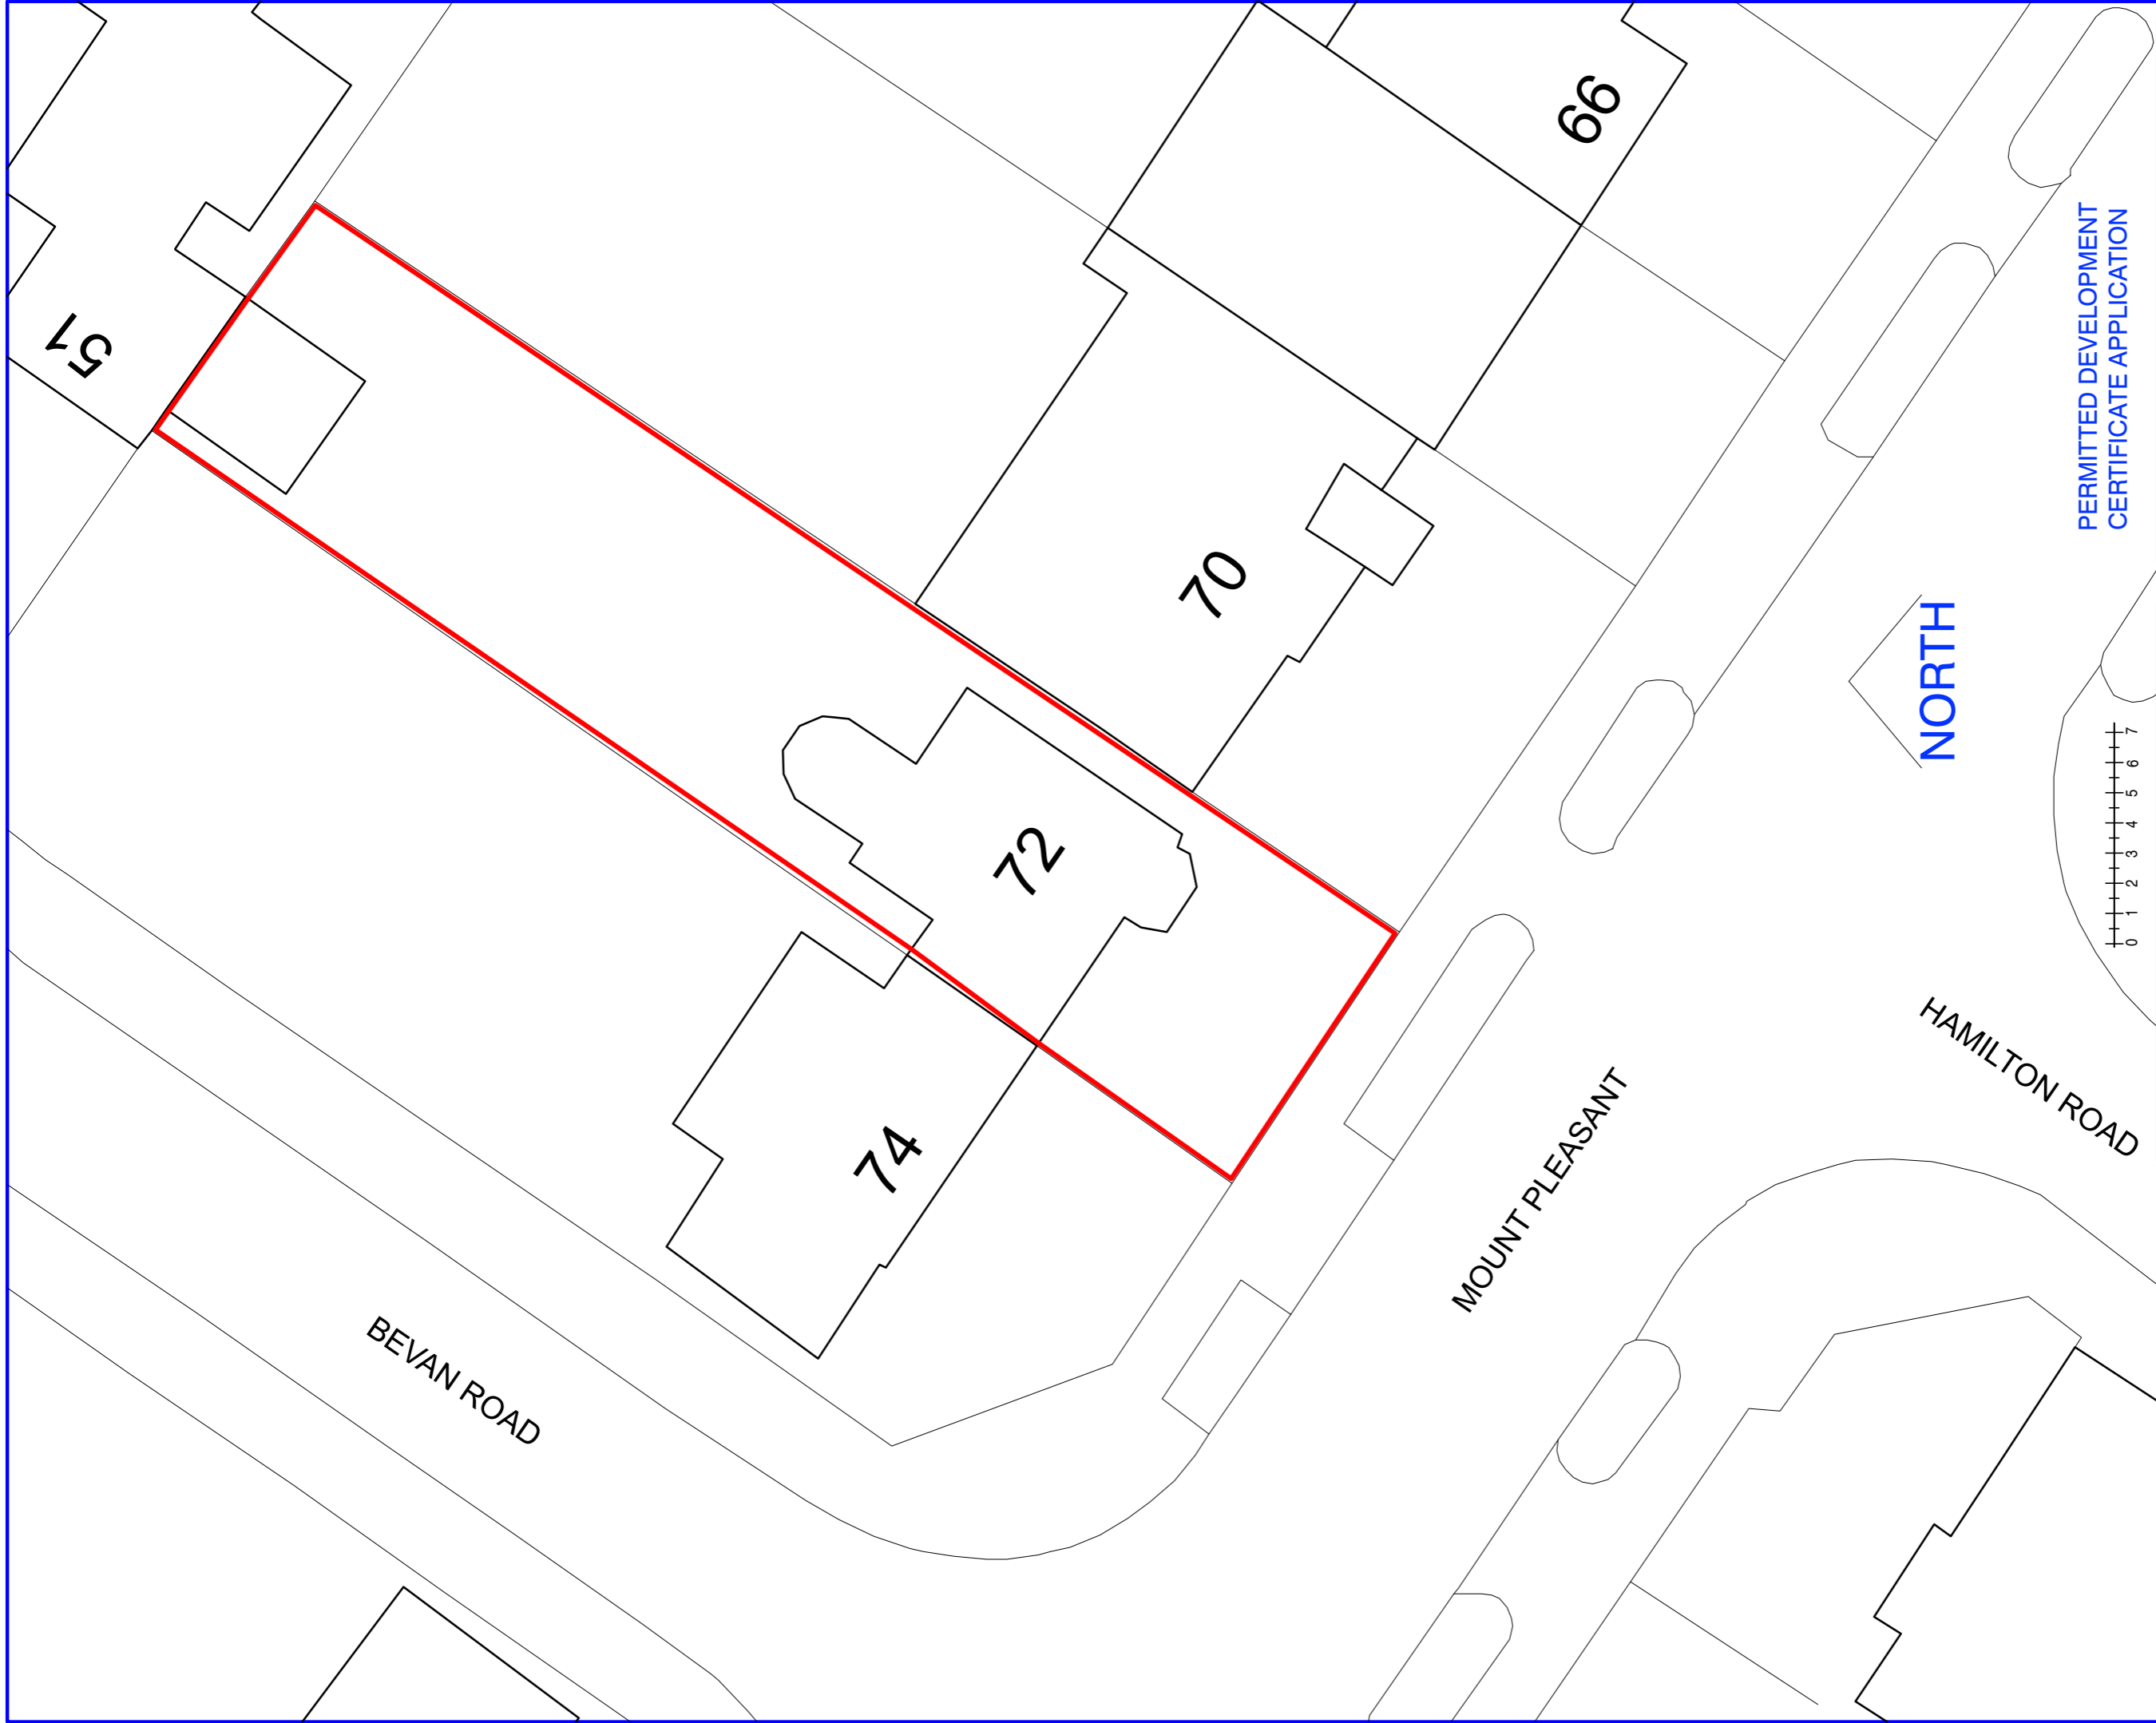 66
51
70
72
74
PERMITTED DEVELOPMENT
CERTIFICATE APPLICATION
NORTH
0 1 2 3 4 5 6 7
HAMILTON ROAD
MOUNT PLEASANT
BEVAN ROAD